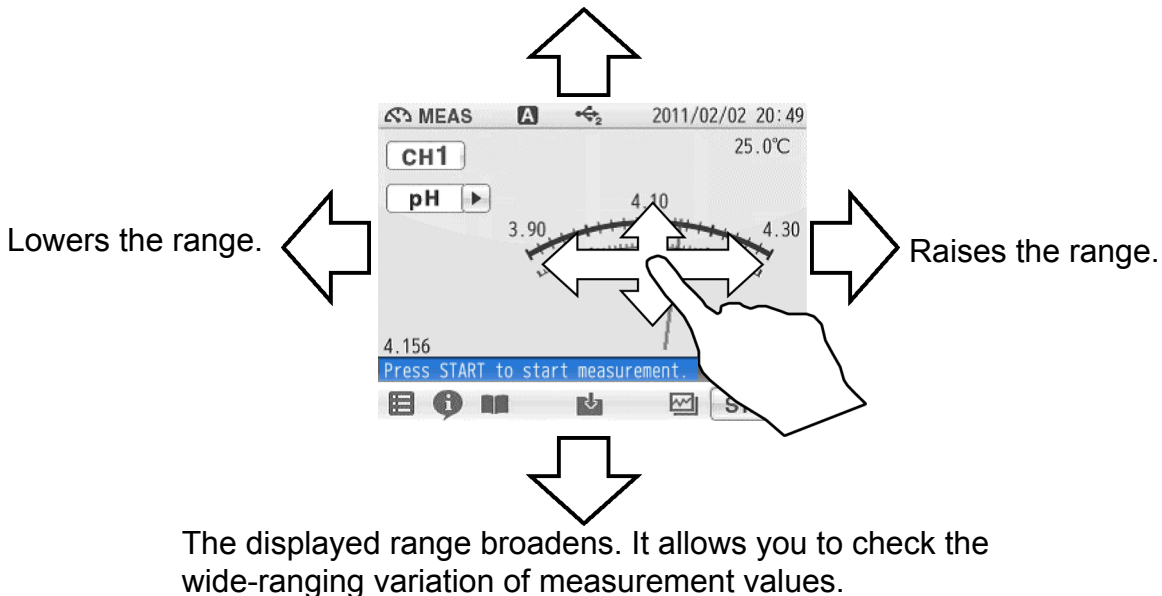 MEAS A 2 2011/02/02 20:49
CH1 25.0℃
pH
4.10
3.90 4.30
Lowers the range.
Raises the range.
4.156
Press START to start measurement.
The displayed range broadens. It allows you to check the
wide-ranging variation of measurement values.